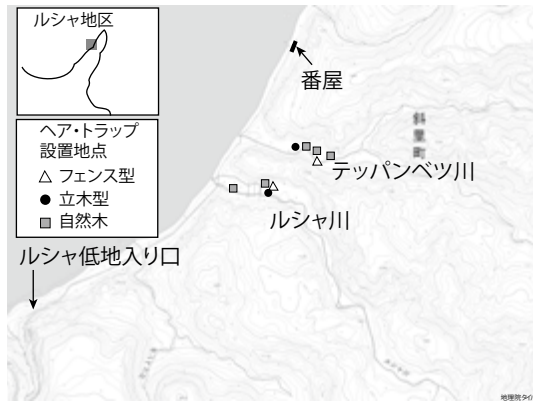 ルシャ地区
番屋
ヘア・トラップ
設置地点
フェンス型
立木型
自然木
斜里町
テッパンベツ川
ルシャ川
ルシャ低地入り口